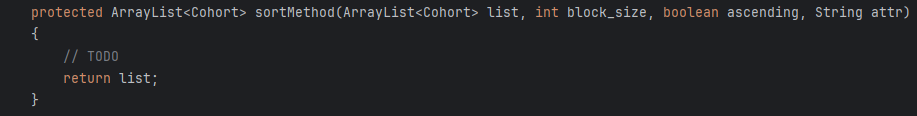 protected ArrayList<Cohort> sortMethod(ArrayList<Cohort> list, int block_size, boolean ascending, String attr)
{
// TODO
return list;
}